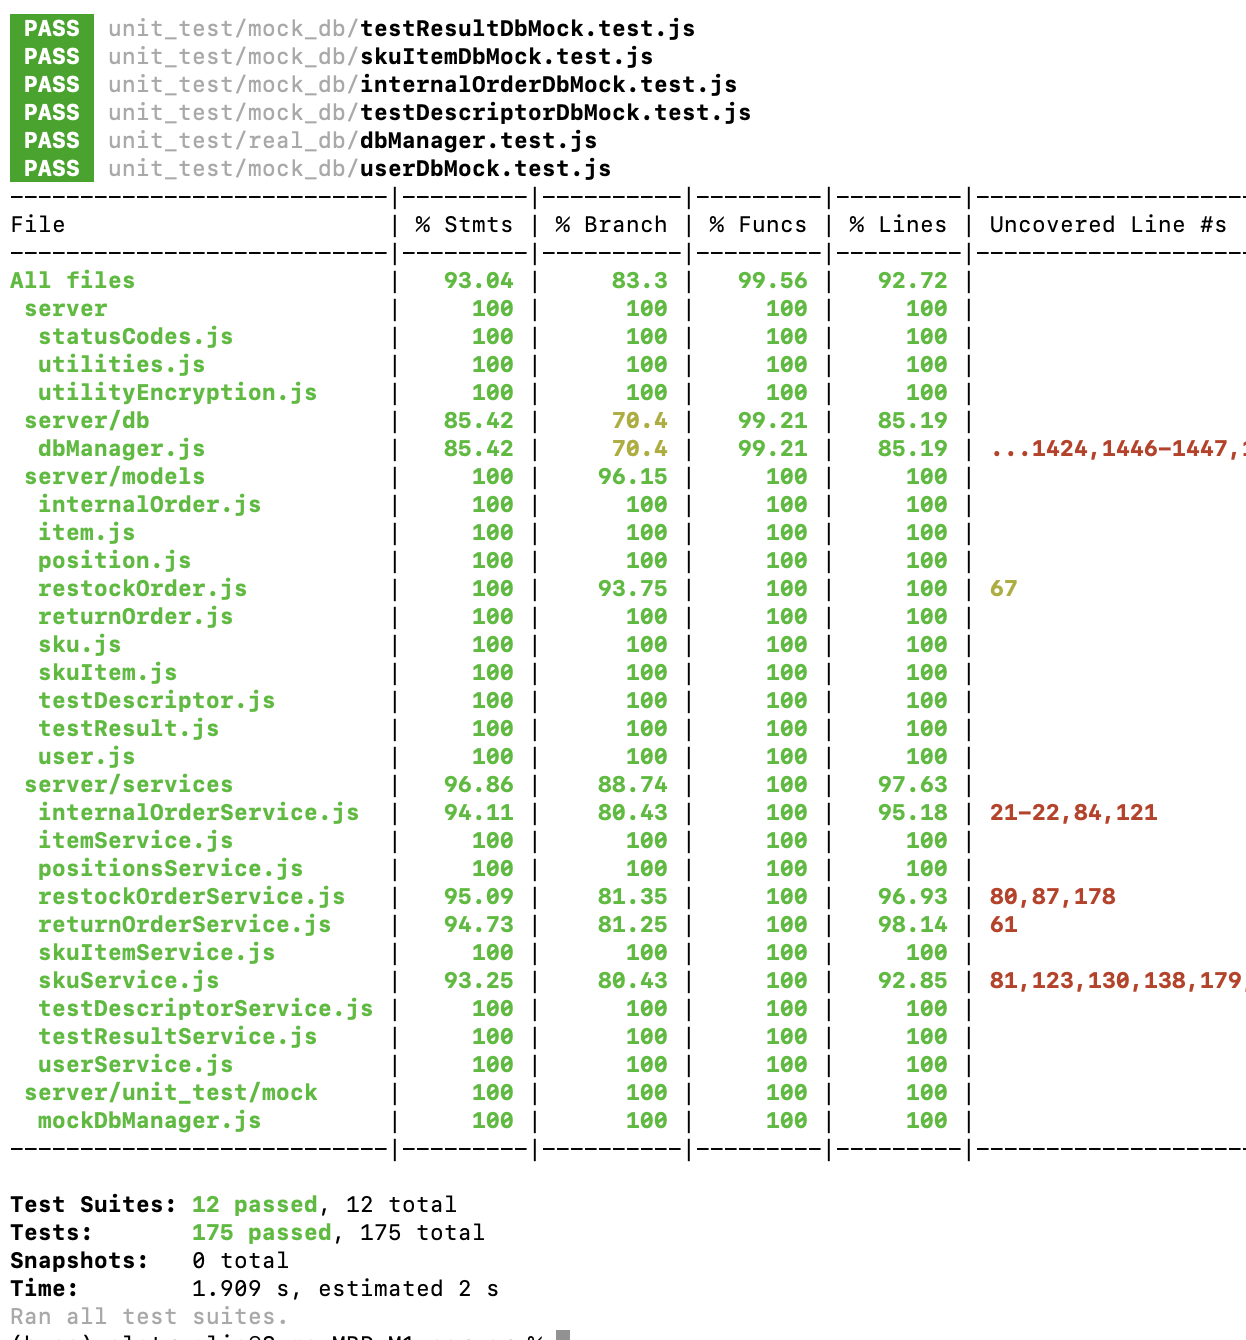 PASS unit_test/mock_db/testResultDbMock.test.js
PASS unit_test/mock_db/skuItemDbMock.test.js
PASS unit_test/mock_db/internalOrderDbMock.test.js
PASS unit_test/mock_db/testDescriptorDbMock.test.js
PASS unit_test/real_db/dbManager.test.js
PASS unit_test/mock_db/userDbMock.test.js
File | % Stmts | % Branch | % Funcs | % Lines | Uncovered Line #s
All files | 93.04 | 83.3 | 99.56 | 92.72 |
server | 100 | 100 | 100 | 100 |
statusCodes.js | 100 | 100 | 100 | 100 |
utilities.js | 100 | 100 | 100 | 100 |
utilityEncryption.js | 100 | 100 | 100 | 100 |
server/db | 85.42 | 70.4 | 99.21 | 85.19 |
dbManager.js | 85.42 | 70.4 | 99.21 | 85.19 | ...1424,1446-1447,
server/models | 100 | 96.15 | 100 | 100 |
internalOrder.js | 100 | 100 | 100 | 100 |
item.js | 100 | 100 | 100 | 100 |
position.js | 100 | 100 | 100 | 100 |
restockOrder.js | 100 | 93.75 | 100 | 100 | 67
returnOrder.js | 100 | 100 | 100 | 100 |
sku.js | 100 | 100 | 100 | 100 |
skuItem.js | 100 | 100 | 100 | 100 |
testDescriptor.js | 100 | 100 | 100 | 100 |
testResult.js | 100 | 100 | 100 | 100 |
user.js | 100 | 100 | 100 | 100 |
server/services | 96.86 | 88.74 | 100 | 97.63 |
internalOrderService.js | 94.11 | 80.43 | 100 | 95.18 | 21-22,84,121
itemService.js | 100 | 100 | 100 | 100 |
positionsService.js | 100 | 100 | 100 | 100 |
restockOrderService.js | 95.09 | 81.35 | 100 | 96.93 | 80,87,178
returnOrderService.js | 94.73 | 81.25 | 100 | 98.14 | 61
skuItemService.js | 100 | 100 | 100 | 100 |
skuService.js | 93.25 | 80.43 | 100 | 92.85 | 81,123,130,138,179,
testDescriptorService.js | 100 | 100 | 100 | 100 |
testResultService.js | 100 | 100 | 100 | 100 |
userService.js | 100 | 100 | 100 | 100 |
server/unit_test/mock | 100 | 100 | 100 | 100 |
mockDbManager.js | 100 | 100 | 100 | 100 |
Test Suites: 12 passed, 12 total
Tests: 175 passed, 175 total
Snapshots: 0 total
Time: 1.909 s, estimated 2 s
Ran all test suites.